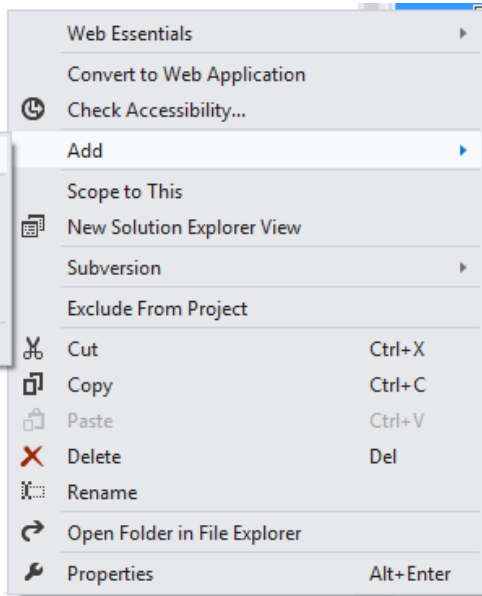 Web Essentials
Convert to Web Application
Check Accessibility...
Add
Scope to This
New Solution Explorer View
Subversion
Exclude From Project
Cut Ctrl+X
Copy Ctrl+C
Paste Ctrl+V
Delete Del
Rename
Open Folder in File Explorer
Properties Alt+Enter